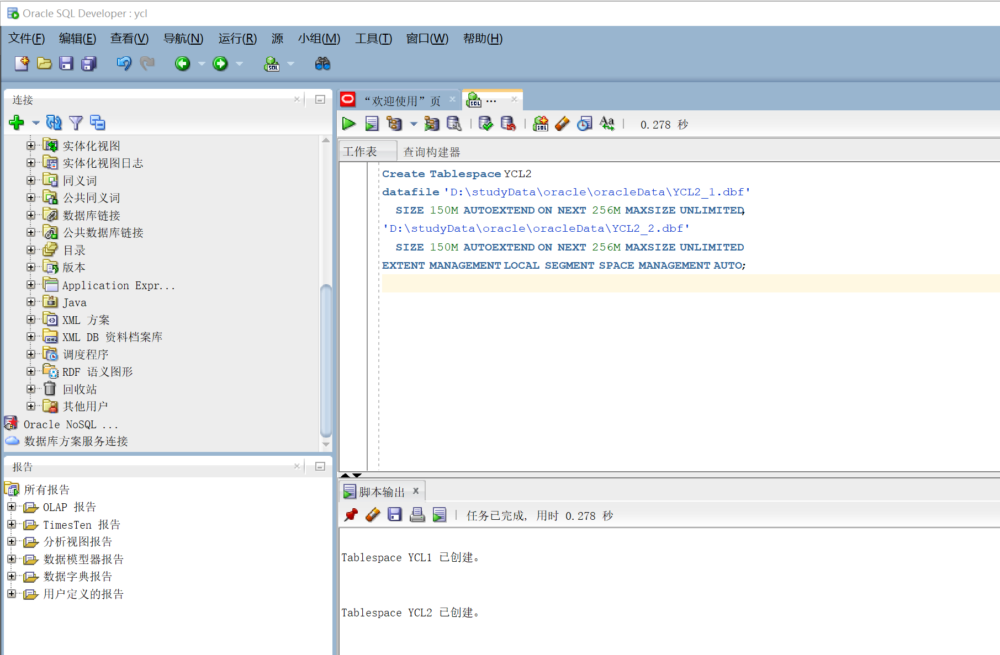 Oracle SQL Developer : ycl
文件(F) 编辑(E) 查看(V) 导航(N) 运行(R) 源 小组(M) 工具(T) 窗口(W) 帮助(H)
连接
实体化视图
实体化视图日志
同义词
公共同义词
数据库链接
公共数据库链接
目录
版本
Application Expr...
Java
XML 方案
XML DB 资料档案库
调度程序
RDF 语义图形
回收站
其他用户
Oracle NoSQL ...
数据库方案服务连接
报告
所有报告
OLAP 报告
TimesTen 报告
分析视图报告
数据模型器报告
数据字典报告
用户定义的报告
“欢迎使用”页 ...
0.278 秒
工作表 查询构建器
Create Tablespace YCL2
datafile 'D:\studyData\oracle\oracleData\YCL2_1.dbf'
SIZE 150M AUTOEXTEND ON NEXT 256M MAXSIZE UNLIMITED,
'D:\studyData\oracle\oracleData\YCL2_2.dbf'
SIZE 150M AUTOEXTEND ON NEXT 256M MAXSIZE UNLIMITED
EXTENT MANAGEMENT LOCAL SEGMENT SPACE MANAGEMENT AUTO;
脚本输出
任务已完成, 用时 0.278 秒
Tablespace YCL1 已创建。
Tablespace YCL2 已创建。